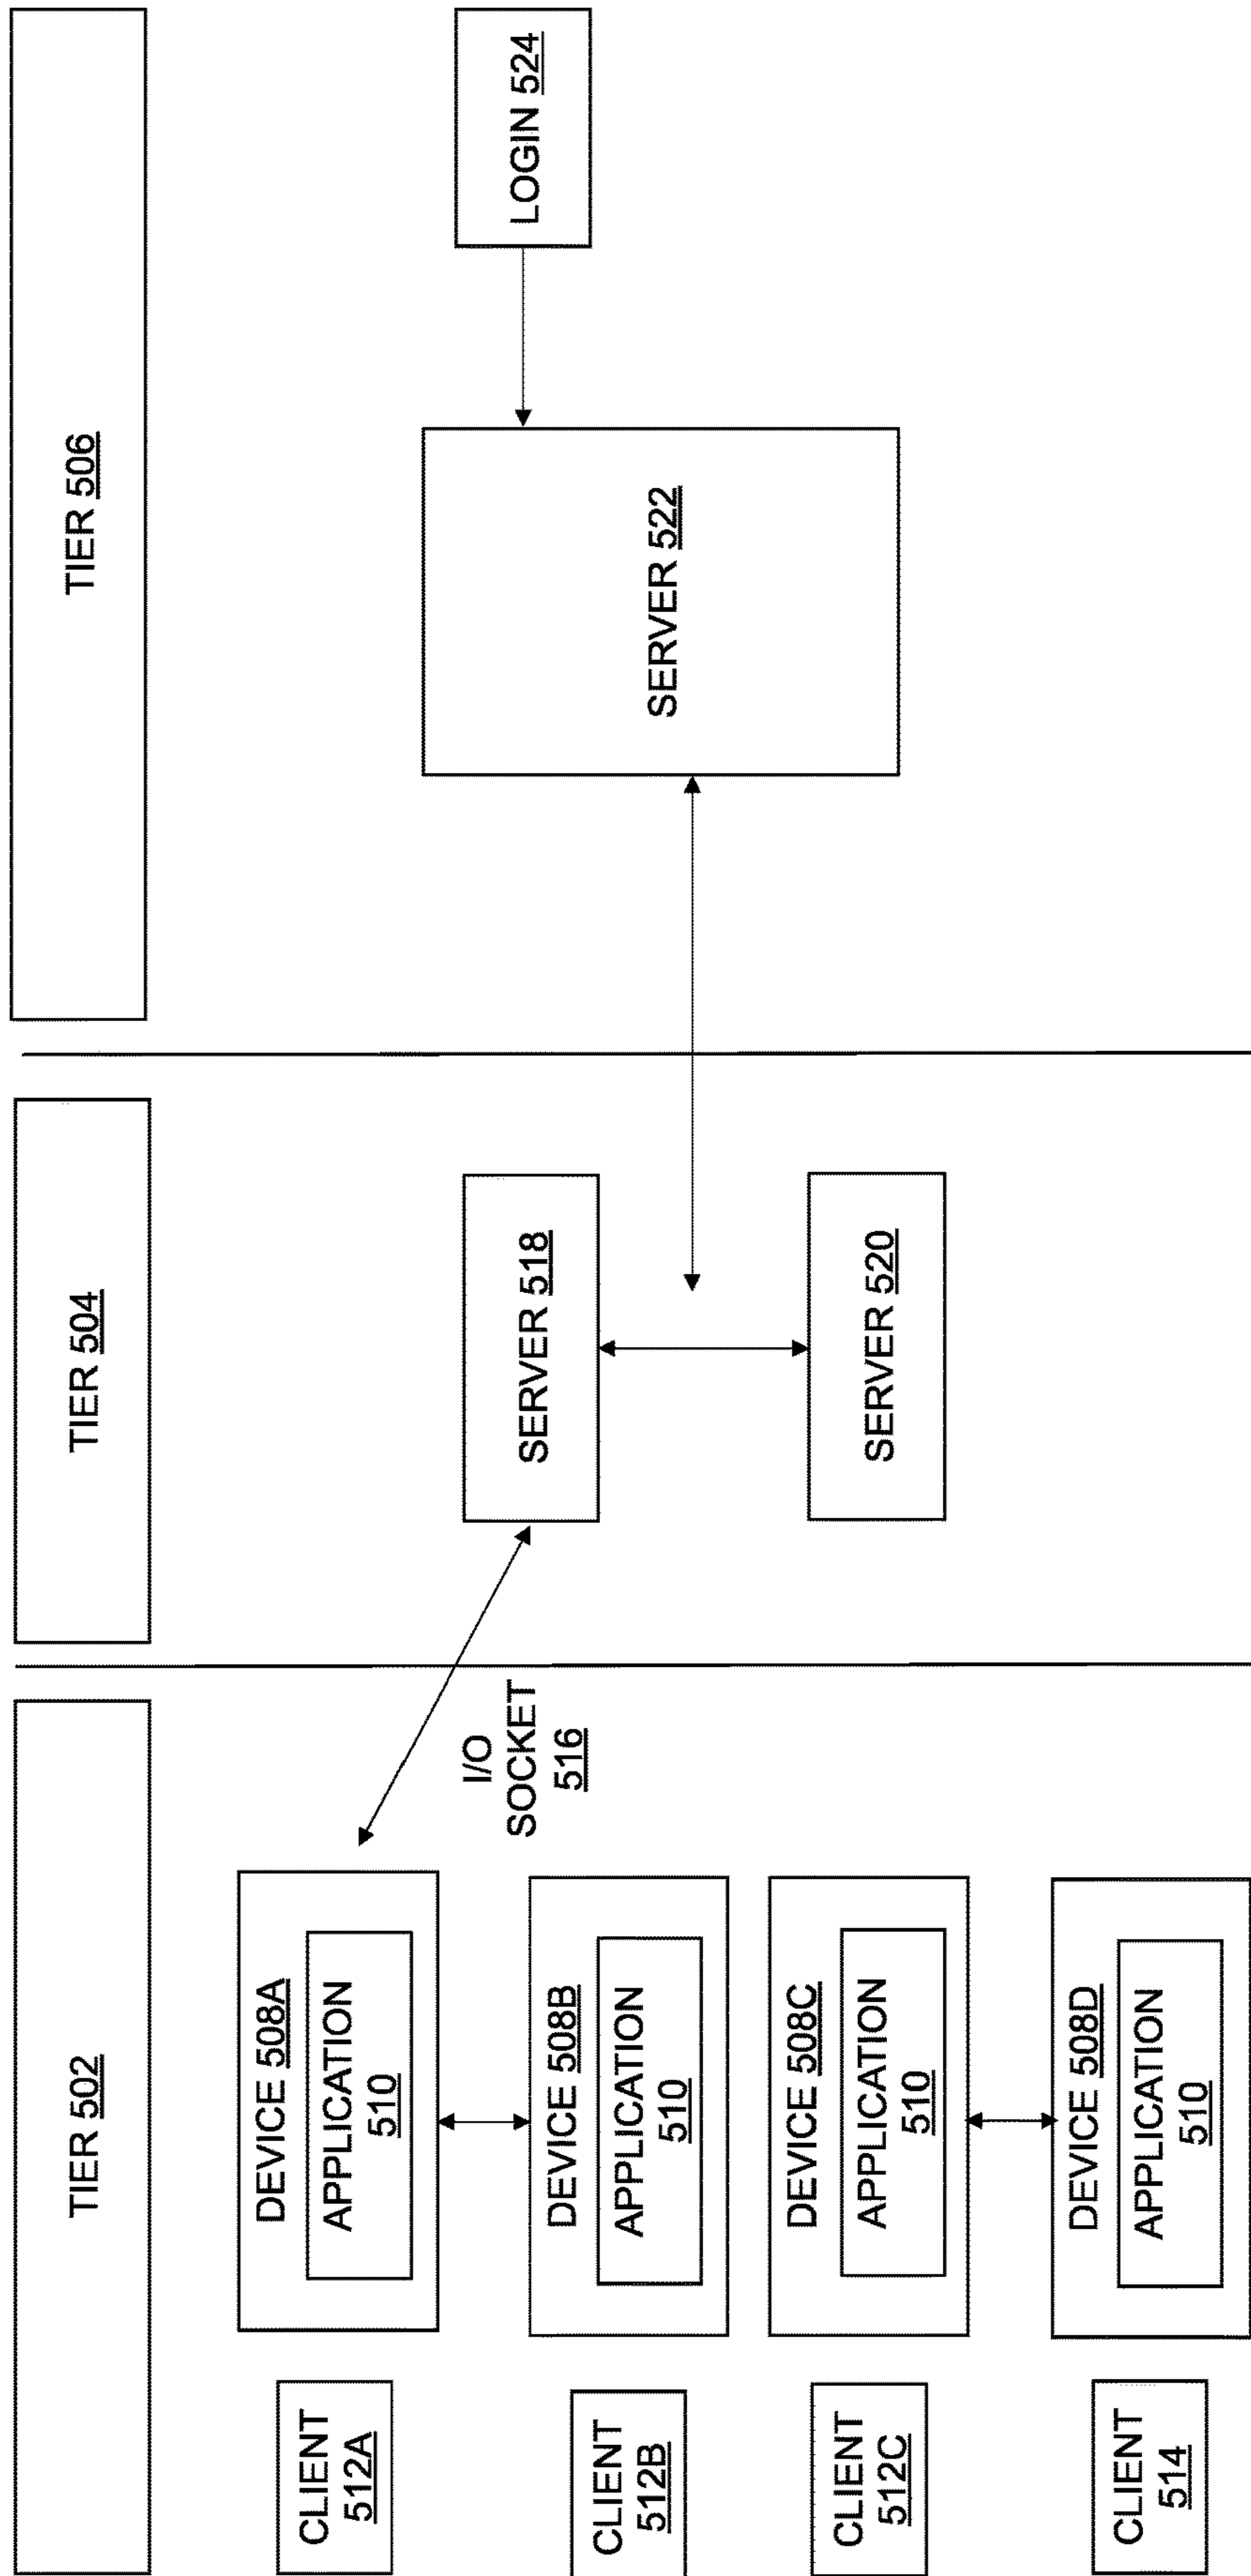 TIER 502
TIER 504
TIER 506
CLIENT
512A
DEVICE 508A
APPLICATION
510
I/O
SOCKET
516
SERVER 518
LOGIN 524
CLIENT
512B
DEVICE 508B
APPLICATION
510
SERVER 522
CLIENT
512C
DEVICE 508C
APPLICATION
510
SERVER 520
CLIENT
514
DEVICE 508D
APPLICATION
510